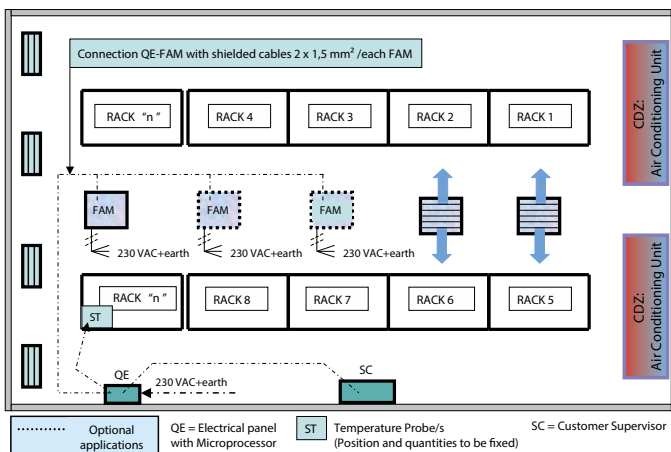 Connection QE-FAM with shielded cables 2 x 1,5 mm² /each FAM
CDZ:
Air Conditioning Unit
RACK "n"
RACK 4
RACK 3
RACK 2
RACK 1
FAM
FAM
FAM
230 VAC+earth
230 VAC+earth
230 VAC+earth
RACK "n"
RACK 8
RACK 7
RACK 6
RACK 5
ST
CDZ:
Air Conditioning Unit
QE
230 VAC+earth
SC
Optional
applications
QE = Electrical panel
with Microprocessor
ST
Temperature Probe/s
(Position and quantities to be fixed)
SC = Customer Supervisor